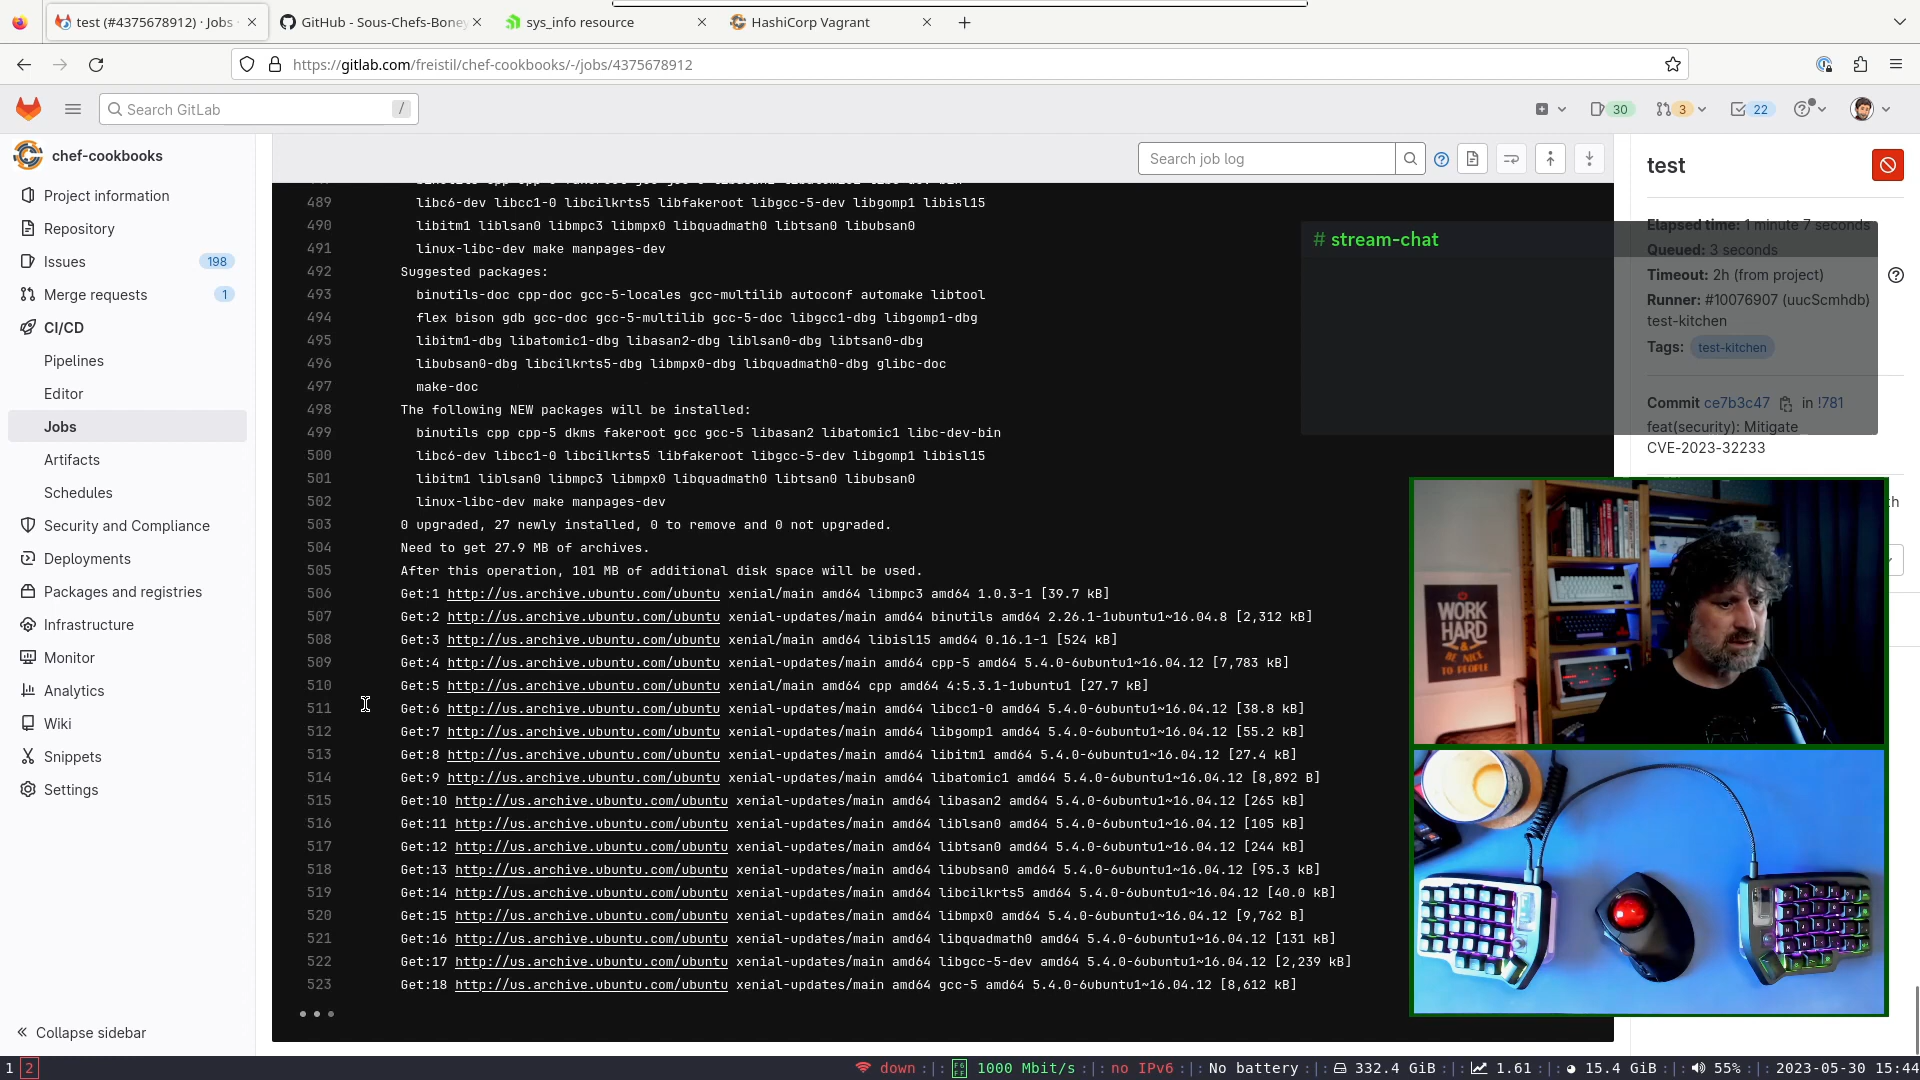 test (#4375678912) · Jobs
GitHub - Sous-Chefs-Boney
sys_info resource
HashiCorp Vagrant
https://gitlab.com/freistil/chef-cookbooks/-/jobs/4375678912
Search GitLab
/
30
3
22
chef-cookbooks
Project information
Repository
Issues
198
Merge requests
1
CI/CD
Pipelines
Editor
Jobs
Artifacts
Schedules
Security and Compliance
Deployments
Packages and registries
Infrastructure
Monitor
Analytics
Wiki
Snippets
Settings
Collapse sidebar
Search job log
489 libc6-dev libcc1-0 libcilkrts5 libfakeroot libgcc-5-dev libgomp1 libisl15
490 libitm1 liblsan0 libmpc3 libmpx0 libquadmath0 libtsan0 libubsan0
491 linux-libc-dev make manpages-dev
492 Suggested packages:
493 binutils-doc cpp-doc gcc-5-locales gcc-multilib autoconf automake libtool
494 flex bison gdb gcc-doc gcc-5-multilib gcc-5-doc libgcc1-dbg libgomp1-dbg
495 libitm1-dbg libatomic1-dbg libasan2-dbg liblsan0-dbg libtsan0-dbg
496 libubsan0-dbg libcilkrts5-dbg libmpx0-dbg libquadmath0-dbg glibc-doc
497 make-doc
498 The following NEW packages will be installed:
499 binutils cpp cpp-5 dkms fakeroot gcc gcc-5 libasan2 libatomic1 libc-dev-bin
500 libc6-dev libcc1-0 libcilkrts5 libfakeroot libgcc-5-dev libgomp1 libisl15
501 libitm1 liblsan0 libmpc3 libmpx0 libquadmath0 libtsan0 libubsan0
502 linux-libc-dev make manpages-dev
503 0 upgraded, 27 newly installed, 0 to remove and 0 not upgraded.
504 Need to get 27.9 MB of archives.
505 After this operation, 101 MB of additional disk space will be used.
506 Get:1 http://us.archive.ubuntu.com/ubuntu xenial/main amd64 libmpc3 amd64 1.0.3-1 [39.7 kB]
507 Get:2 http://us.archive.ubuntu.com/ubuntu xenial-updates/main amd64 binutils amd64 2.26.1-1ubuntu1~16.04.8 [2,312 kB]
508 Get:3 http://us.archive.ubuntu.com/ubuntu xenial/main amd64 libisl15 amd64 0.16.1-1 [524 kB]
509 Get:4 http://us.archive.ubuntu.com/ubuntu xenial-updates/main amd64 cpp-5 amd64 5.4.0-6ubuntu1~16.04.12 [7,783 kB]
510 Get:5 http://us.archive.ubuntu.com/ubuntu xenial/main amd64 cpp amd64 4:5.3.1-1ubuntu1 [27.7 kB]
511 Get:6 http://us.archive.ubuntu.com/ubuntu xenial-updates/main amd64 libcc1-0 amd64 5.4.0-6ubuntu1~16.04.12 [38.8 kB]
512 Get:7 http://us.archive.ubuntu.com/ubuntu xenial-updates/main amd64 libgomp1 amd64 5.4.0-6ubuntu1~16.04.12 [55.2 kB]
513 Get:8 http://us.archive.ubuntu.com/ubuntu xenial-updates/main amd64 libitm1 amd64 5.4.0-6ubuntu1~16.04.12 [27.4 kB]
514 Get:9 http://us.archive.ubuntu.com/ubuntu xenial-updates/main amd64 libatomic1 amd64 5.4.0-6ubuntu1~16.04.12 [8,892 B]
515 Get:10 http://us.archive.ubuntu.com/ubuntu xenial-updates/main amd64 libasan2 amd64 5.4.0-6ubuntu1~16.04.12 [265 kB]
516 Get:11 http://us.archive.ubuntu.com/ubuntu xenial-updates/main amd64 liblsan0 amd64 5.4.0-6ubuntu1~16.04.12 [105 kB]
517 Get:12 http://us.archive.ubuntu.com/ubuntu xenial-updates/main amd64 libtsan0 amd64 5.4.0-6ubuntu1~16.04.12 [244 kB]
518 Get:13 http://us.archive.ubuntu.com/ubuntu xenial-updates/main amd64 libubsan0 amd64 5.4.0-6ubuntu1~16.04.12 [95.3 kB]
519 Get:14 http://us.archive.ubuntu.com/ubuntu xenial-updates/main amd64 libcilkrts5 amd64 5.4.0-6ubuntu1~16.04.12 [40.0 kB]
520 Get:15 http://us.archive.ubuntu.com/ubuntu xenial-updates/main amd64 libmpx0 amd64 5.4.0-6ubuntu1~16.04.12 [9,762 B]
521 Get:16 http://us.archive.ubuntu.com/ubuntu xenial-updates/main amd64 libquadmath0 amd64 5.4.0-6ubuntu1~16.04.12 [131 kB]
522 Get:17 http://us.archive.ubuntu.com/ubuntu xenial-updates/main amd64 libgcc-5-dev amd64 5.4.0-6ubuntu1~16.04.12 [2,239 kB]
523 Get:18 http://us.archive.ubuntu.com/ubuntu xenial-updates/main amd64 gcc-5 amd64 5.4.0-6ubuntu1~16.04.12 [8,612 kB]
# stream-chat
test
Elapsed time: 1 minute 7 seconds
Queued: 3 seconds
Timeout: 2h (from project)
Runner: #10076907 (uucScmhdb)
test-kitchen
Tags: test-kitchen
Commit ce7b3c47 in !781
feat(security): Mitigate
CVE-2023-32233
WORK
HARD
& BE NICE
TO PEOPLE
1 2
down :|: 1000 Mbit/s :|: no IPv6 :|: No battery :|: 332.4 GiB :|: 1.61 :|: 15.4 GiB :|: 55% :|: 2023-05-30 15:44